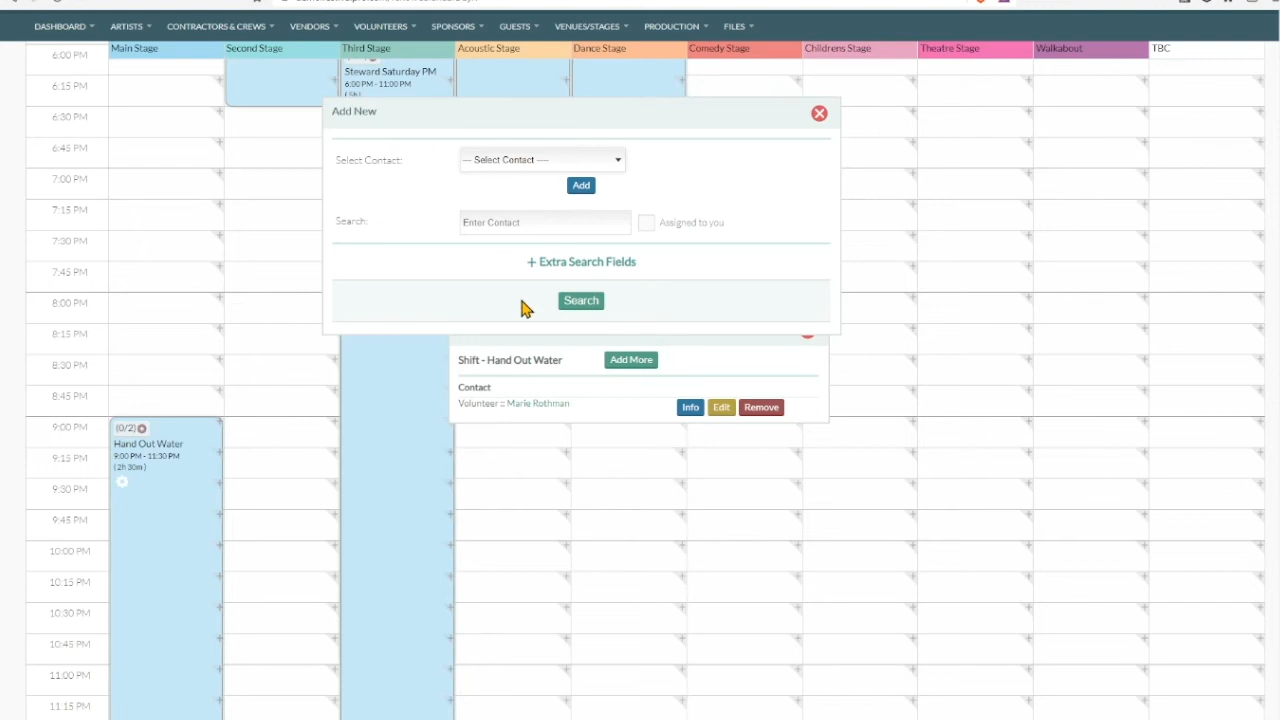 DASHBOARD ARTISTS CONTRACTORS & CREWS VENDORS VOLUNTEERS SPONSORS GUESTS VENUES/STAGES PRODUCTION FILES
Main Stage Second Stage Third Stage Acoustic Stage Dance Stage Comedy Stage Childrens Stage Theatre Stage Walkabout TBC
6:00 PM
Steward Saturday PM
6:00 PM - 11:00 PM
( 5h )
6:15 PM
Add New
6:30 PM
6:45 PM
Select Contact:
--- Select Contact ----
7:00 PM
Add
7:15 PM
Search:
Enter Contact
Assigned to you
7:30 PM
+ Extra Search Fields
7:45 PM
8:00 PM
Search
8:15 PM
8:30 PM
Shift - Hand Out Water
Add More
Contact
8:45 PM
Volunteer :: Marie Rothman
Info Edit Remove
9:00 PM
(0/2)
Hand Out Water
9:00 PM - 11:30 PM
( 2h 30m )
9:15 PM
9:30 PM
9:45 PM
10:00 PM
10:15 PM
10:30 PM
10:45 PM
11:00 PM
11:15 PM